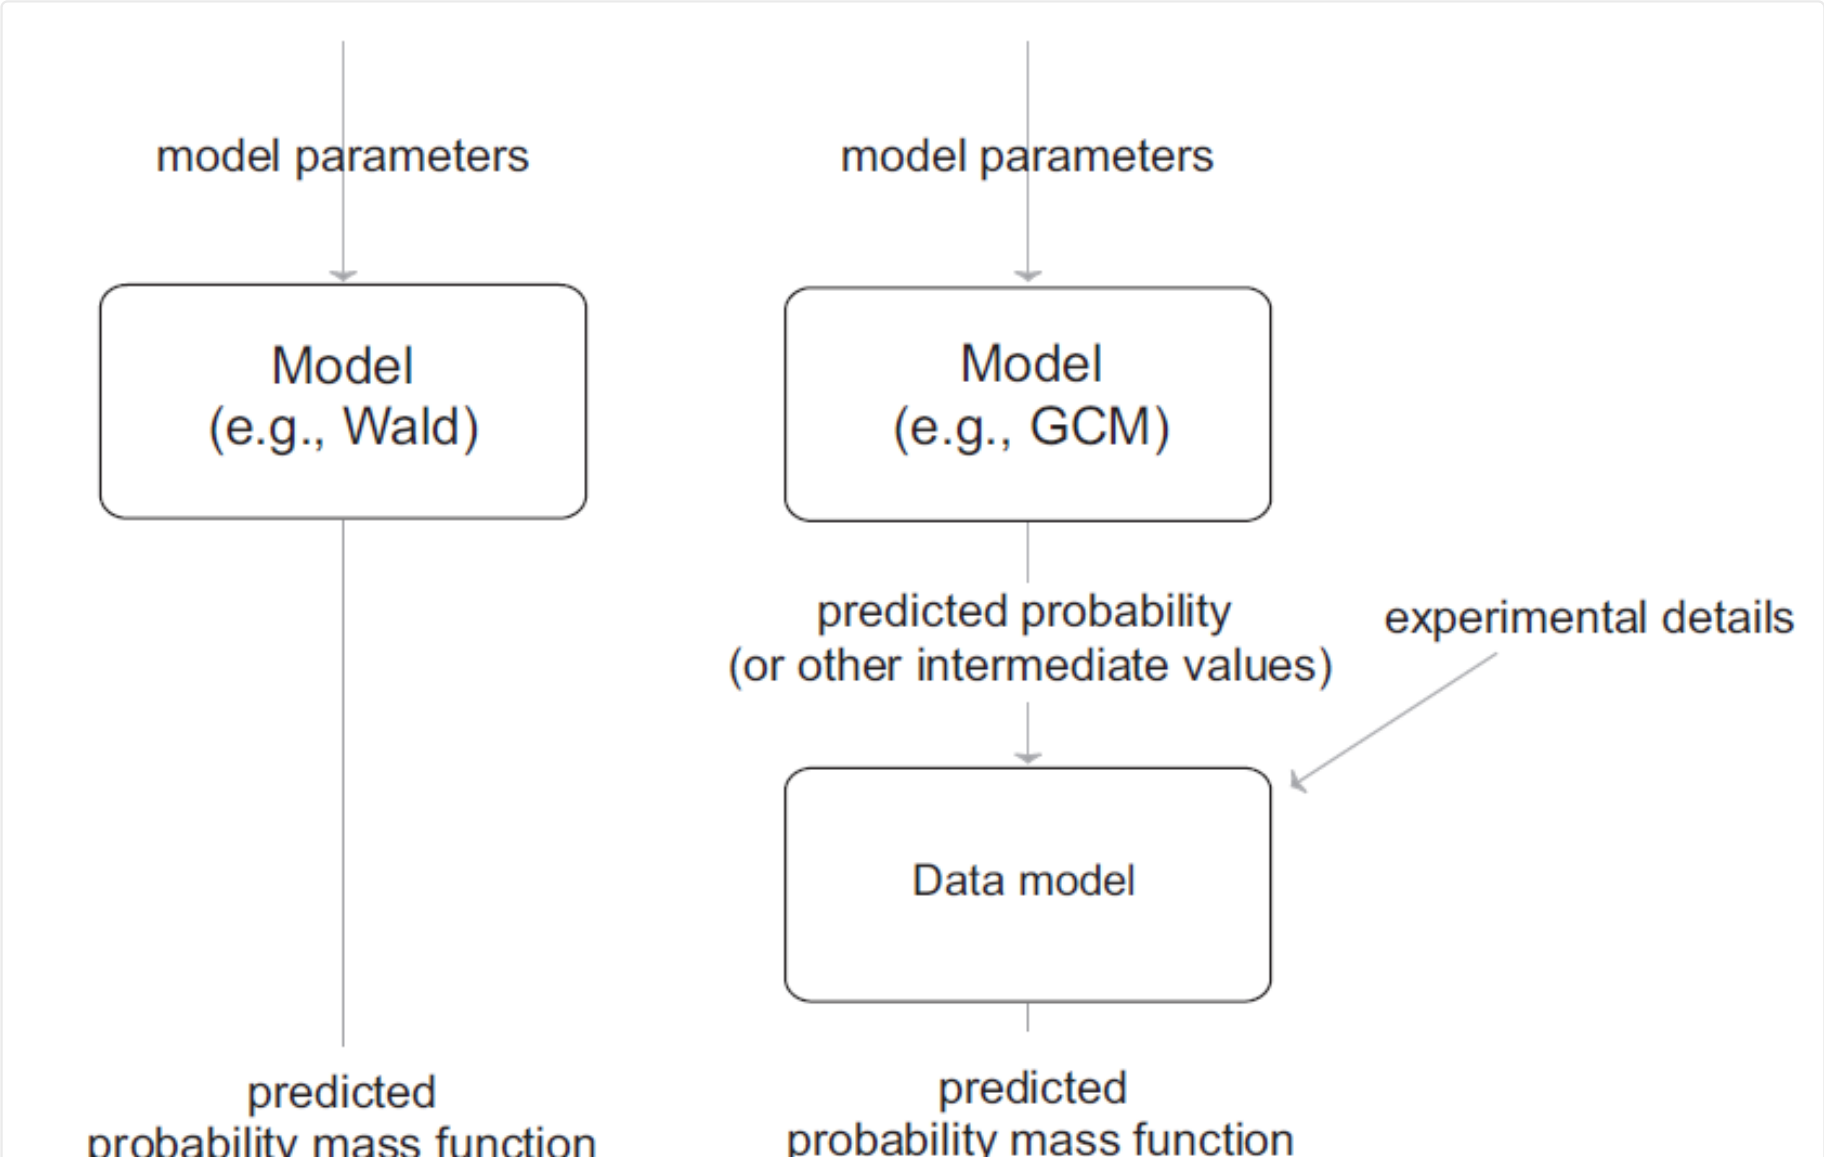 model parameters
Model
(e.g., Wald)
predicted
probability mass function
model parameters
Model
(e.g., GCM)
predicted probability
(or other intermediate values)
experimental details
Data model
predicted
probability mass function